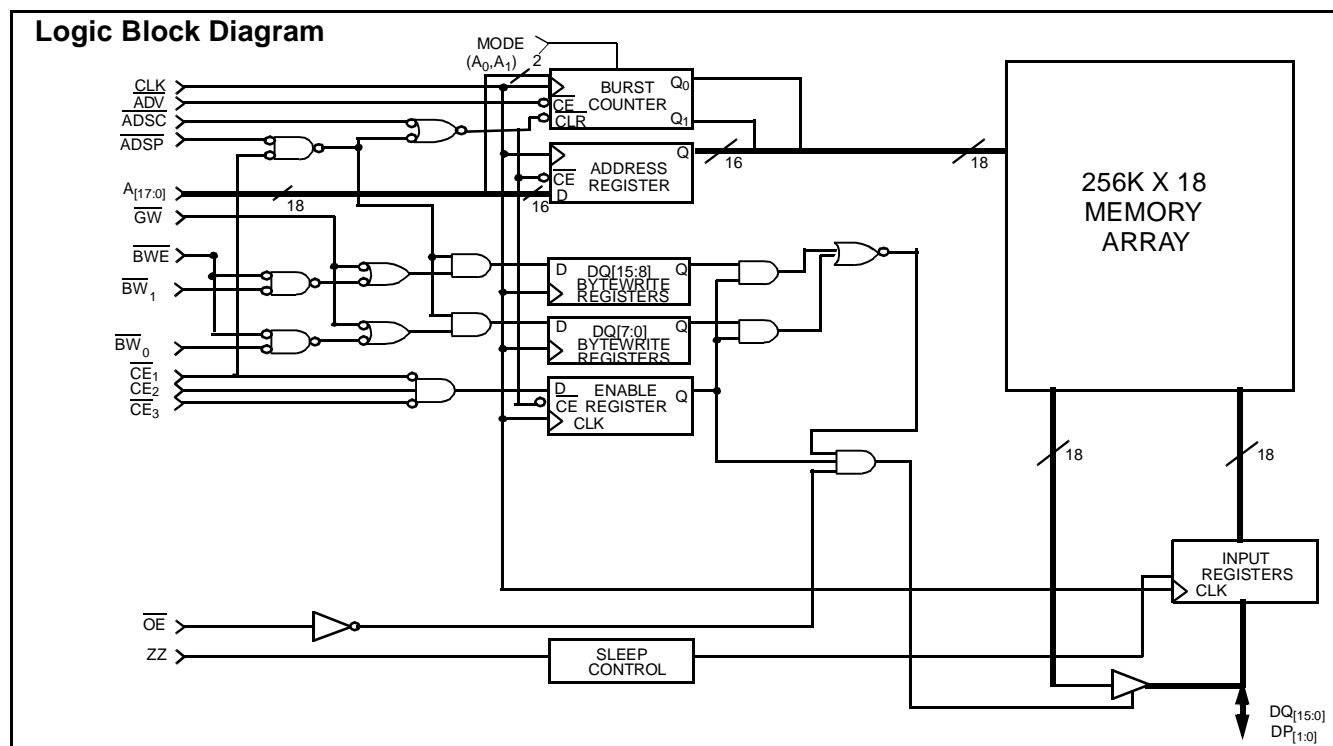 Logic Block Diagram
MODE
(A0,A1) 2
CLK
ADV
ADSC
ADSP
A[17:0]
GW
BWE
BW1
BW0
CE1
CE2
CE3
OE
ZZ
18
16
BURST
COUNTER
CE
CLR
Q0
Q1
ADDRESS
REGISTER
CE
D
Q
16
18
D
DQ[15:8]
BYTEWRITE
REGISTERS
Q
D
DQ[7:0]
BYTEWRITE
REGISTERS
Q
D
ENABLE
REGISTER
CE
CLK
Q
SLEEP
CONTROL
256K X 18
MEMORY
ARRAY
18
18
INPUT
REGISTERS
CLK
DQ[15:0]
DP[1:0]